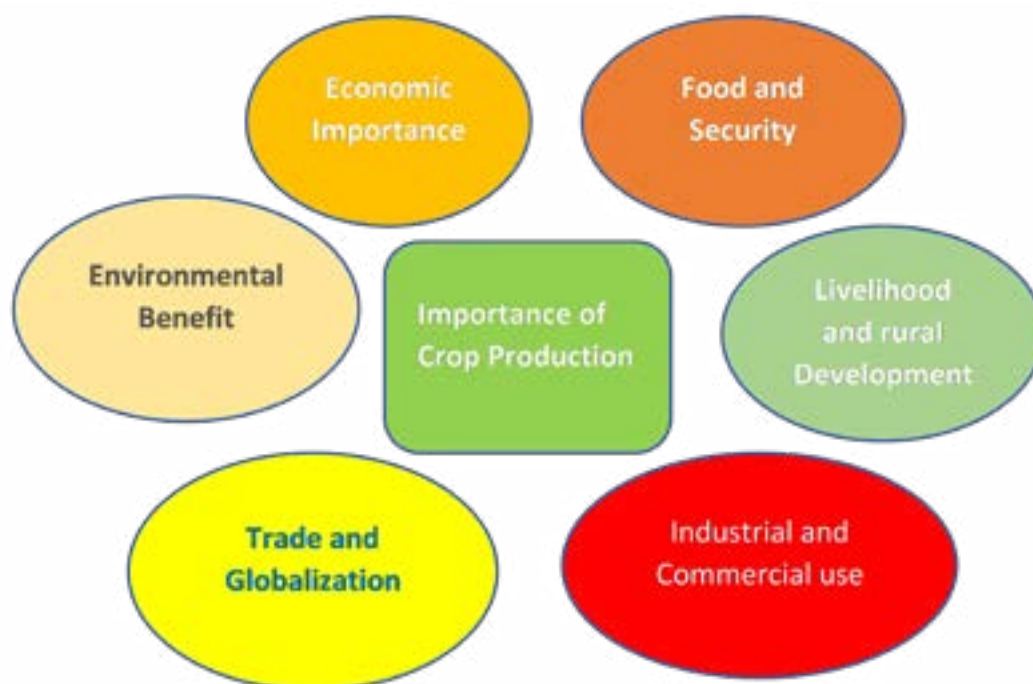 Economic
Importance
Food and
Security
Environmental
Benefit
Importance of
Crop Production
Livelihood
and rural
Development
Trade and
Globalization
Industrial and
Commercial use